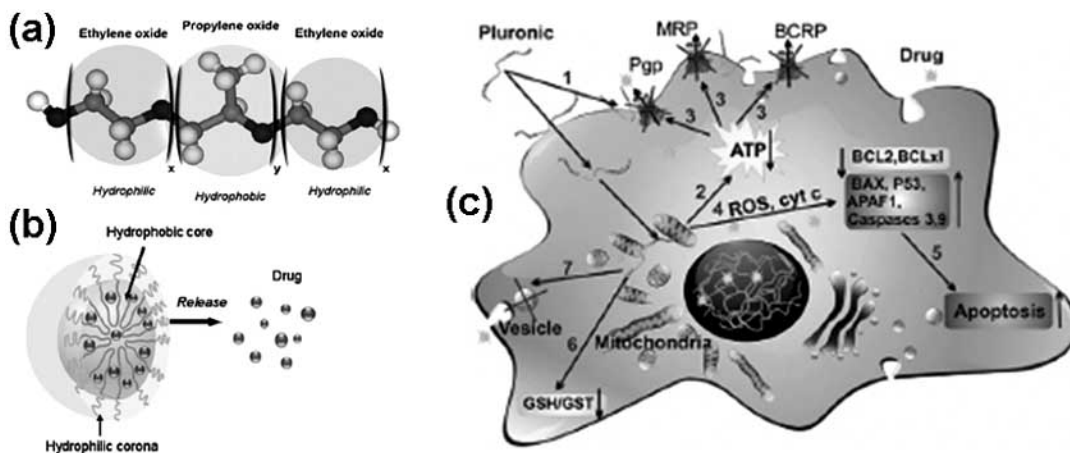 (a)
Ethylene oxide
Propylene oxide
Ethylene oxide
x
y
x
Hydrophilic
Hydrophobic
Hydrophilic
(b)
Hydrophobic core
Drug
Release
Hydrophilic corona
(c)
Pluronic
MRP
BCRP
Pgp
Drug
1
3
3
3
ATP
BCL2,BCLxl
2
4 ROS, cyt c
BAX, P53,
APAF1,
Caspases 3,9
5
7
Vesicle
Apoptosis
6
Mitochondria
GSH/GST